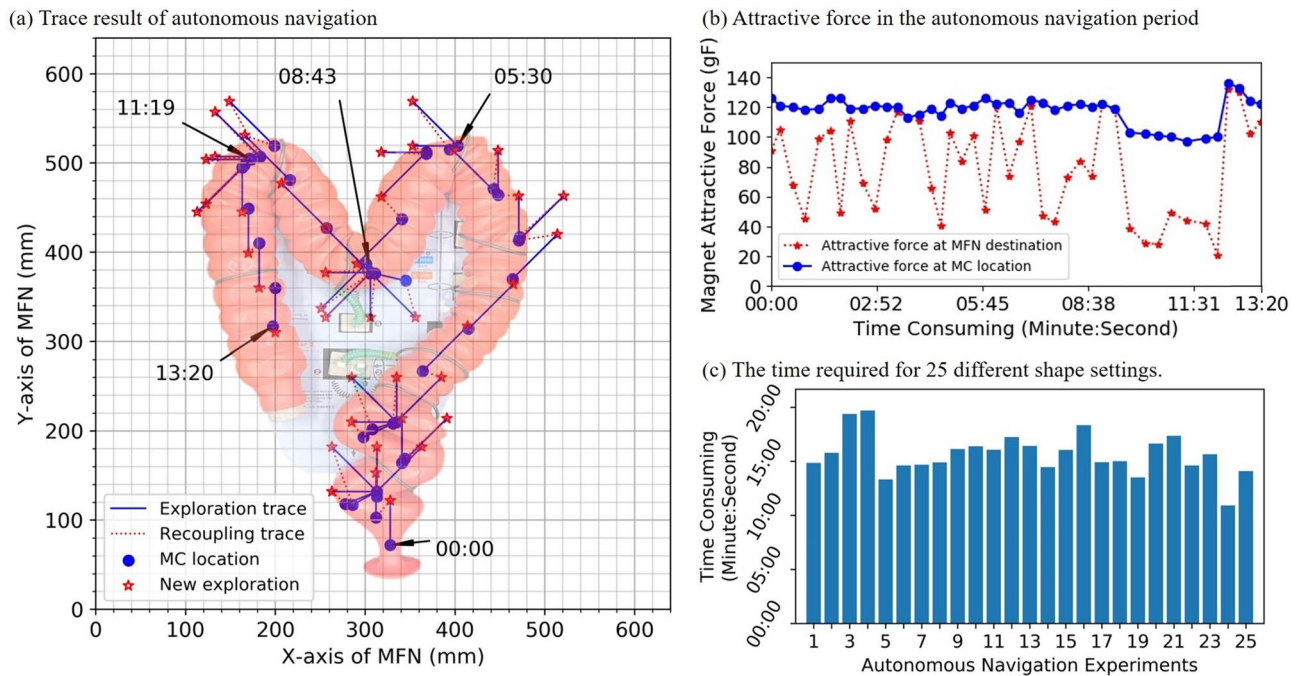 (a) Trace result of autonomous navigation
600
500
400
300
200
100
0
Y-axis of MFN (mm)
08:43
05:30
11:19
13:20
00:00
Exploration trace
Recoupling trace
MC location
New exploration
0 100 200 300 400 500 600
X-axis of MFN (mm)
(b) Attractive force in the autonomous navigation period
Magnet Attractive Force (gF)
140
120
100
80
60
40
20
0
Attractive force at MFN destination
Attractive force at MC location
00:00 02:52 05:45 08:38 11:31 13:20
Time Consuming (Minute:Second)
(c) The time required for 25 different shape settings.
Time Consuming
(Minute:Second)
20:00
15:00
10:00
05:00
00:00
1 3 5 7 9 11 13 15 17 19 21 23 25
Autonomous Navigation Experiments